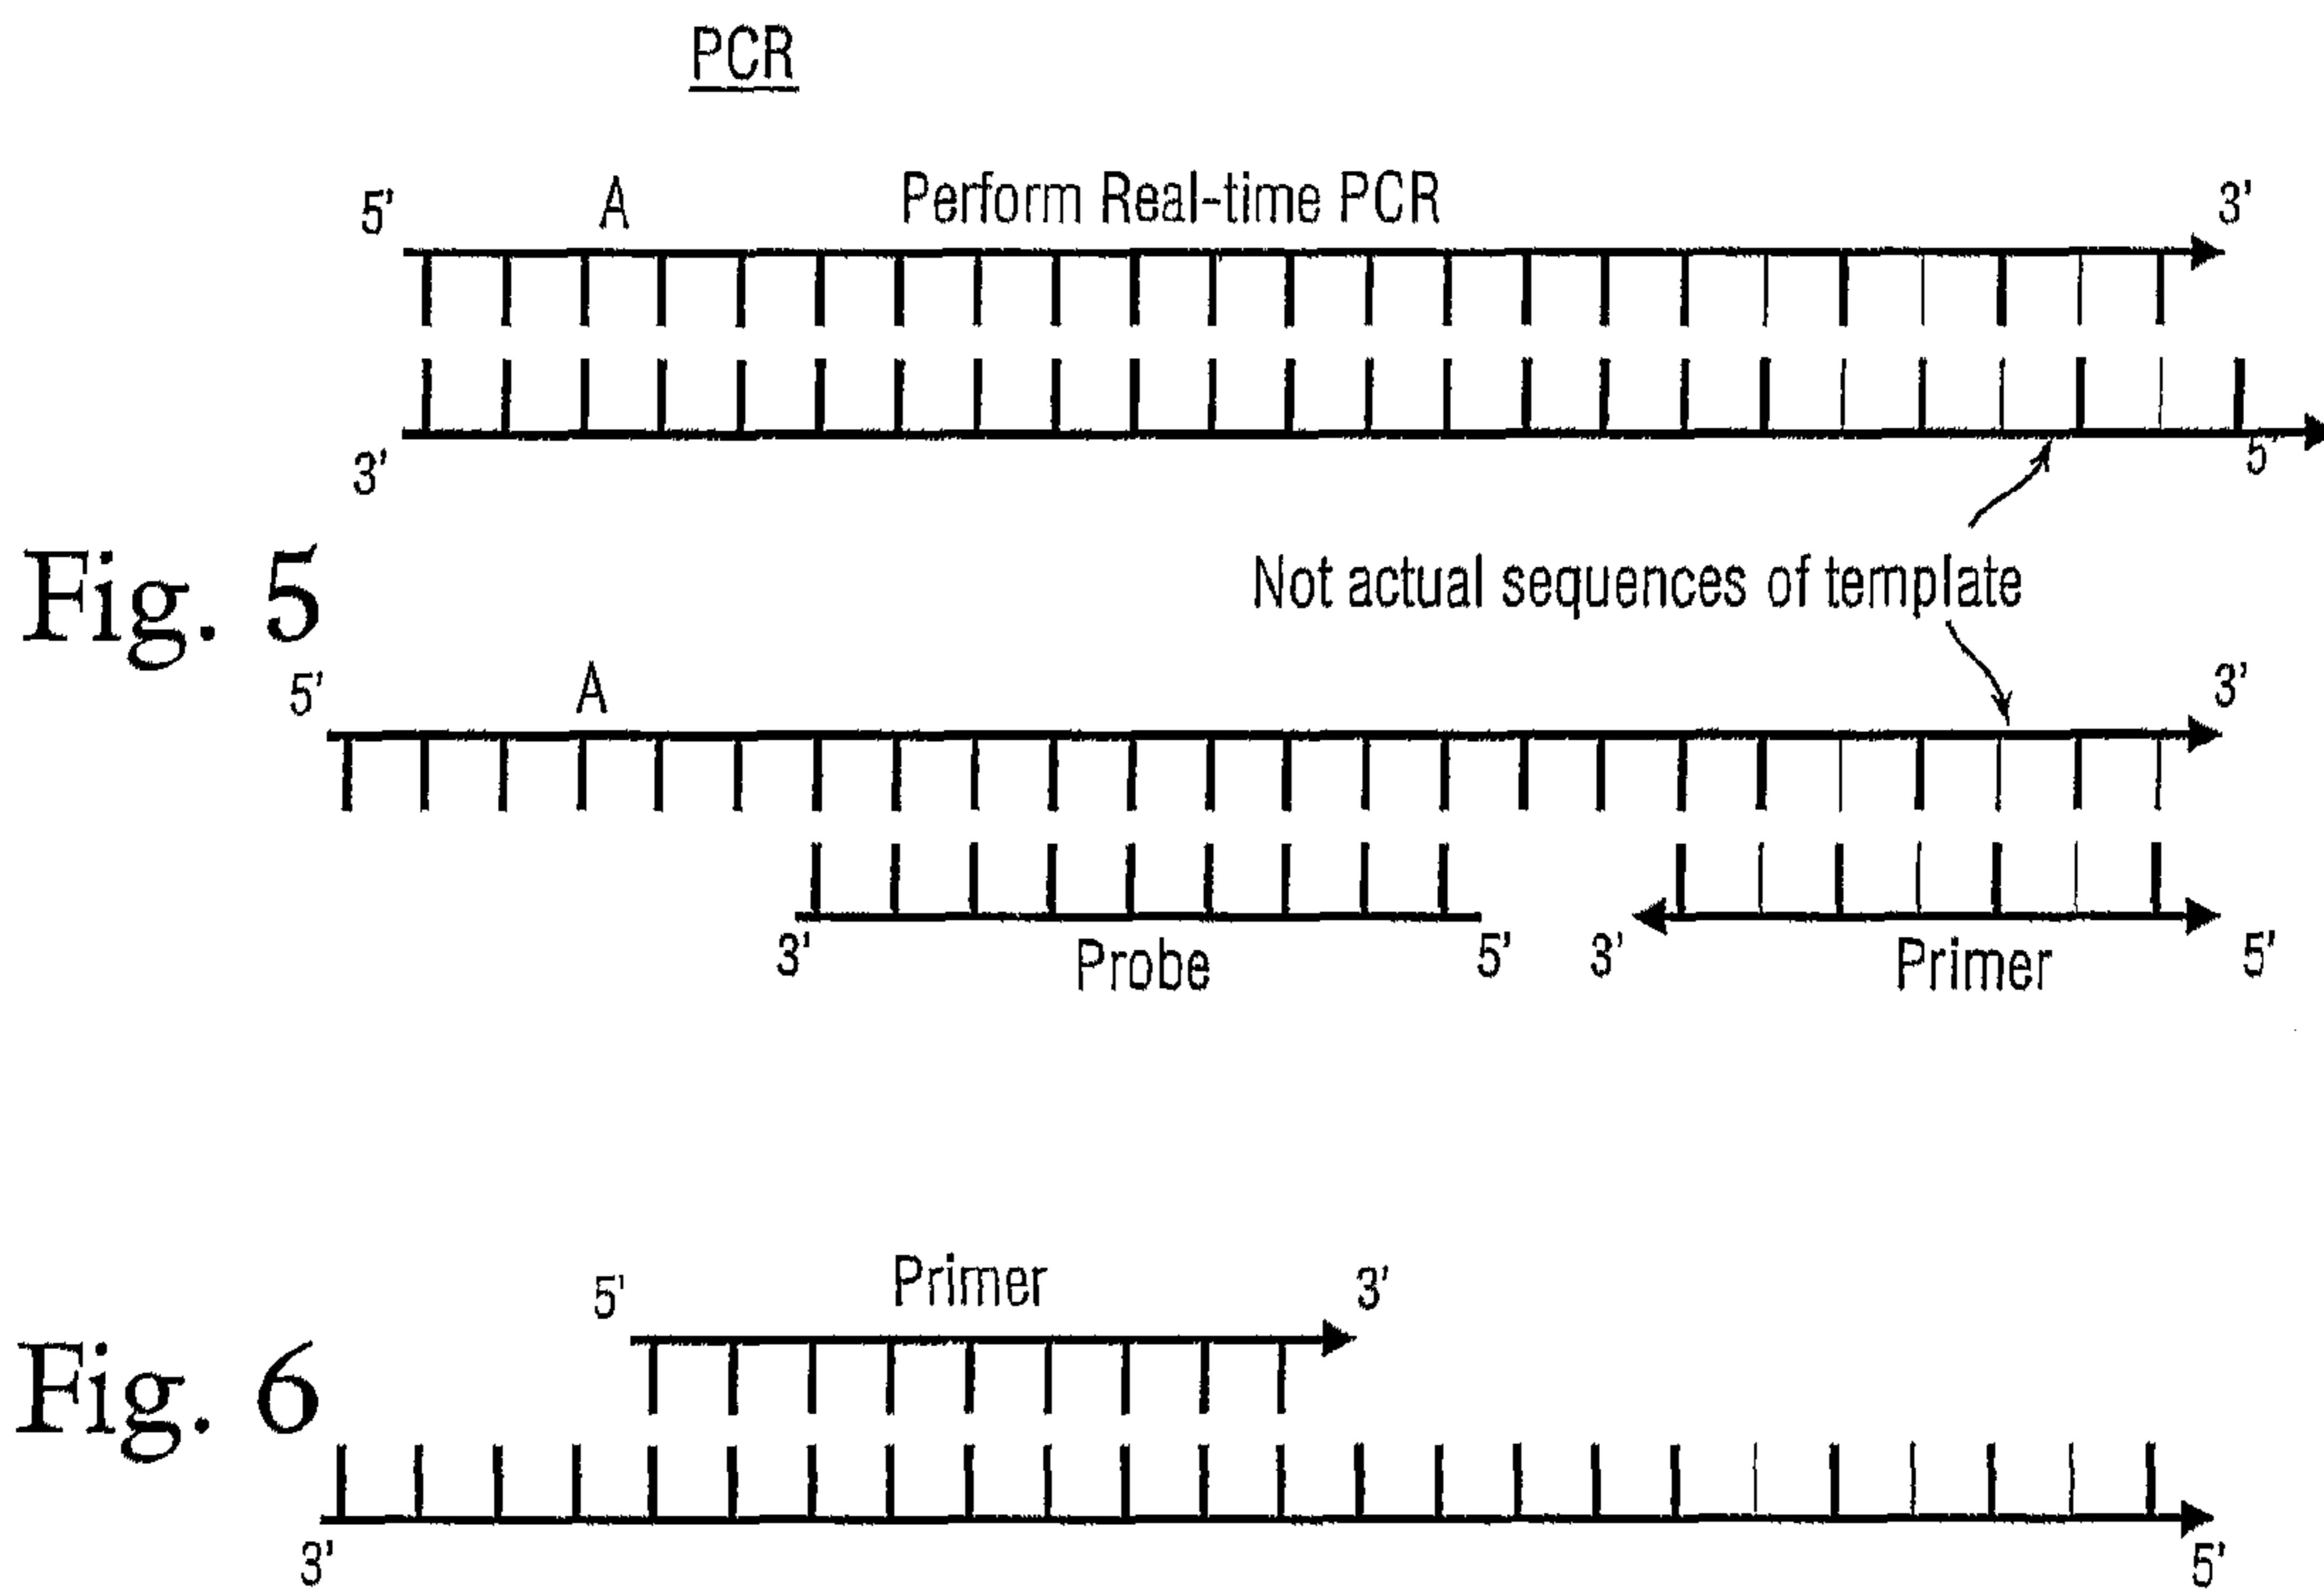 PCR
5' A Perform Real-time PCR 3'
3' 5'
Not actual sequences of template
Fig. 5
5' A 3'
3' Probe 5' 3' Primer 5'
5' Primer 3'
Fig. 6
3' 5'